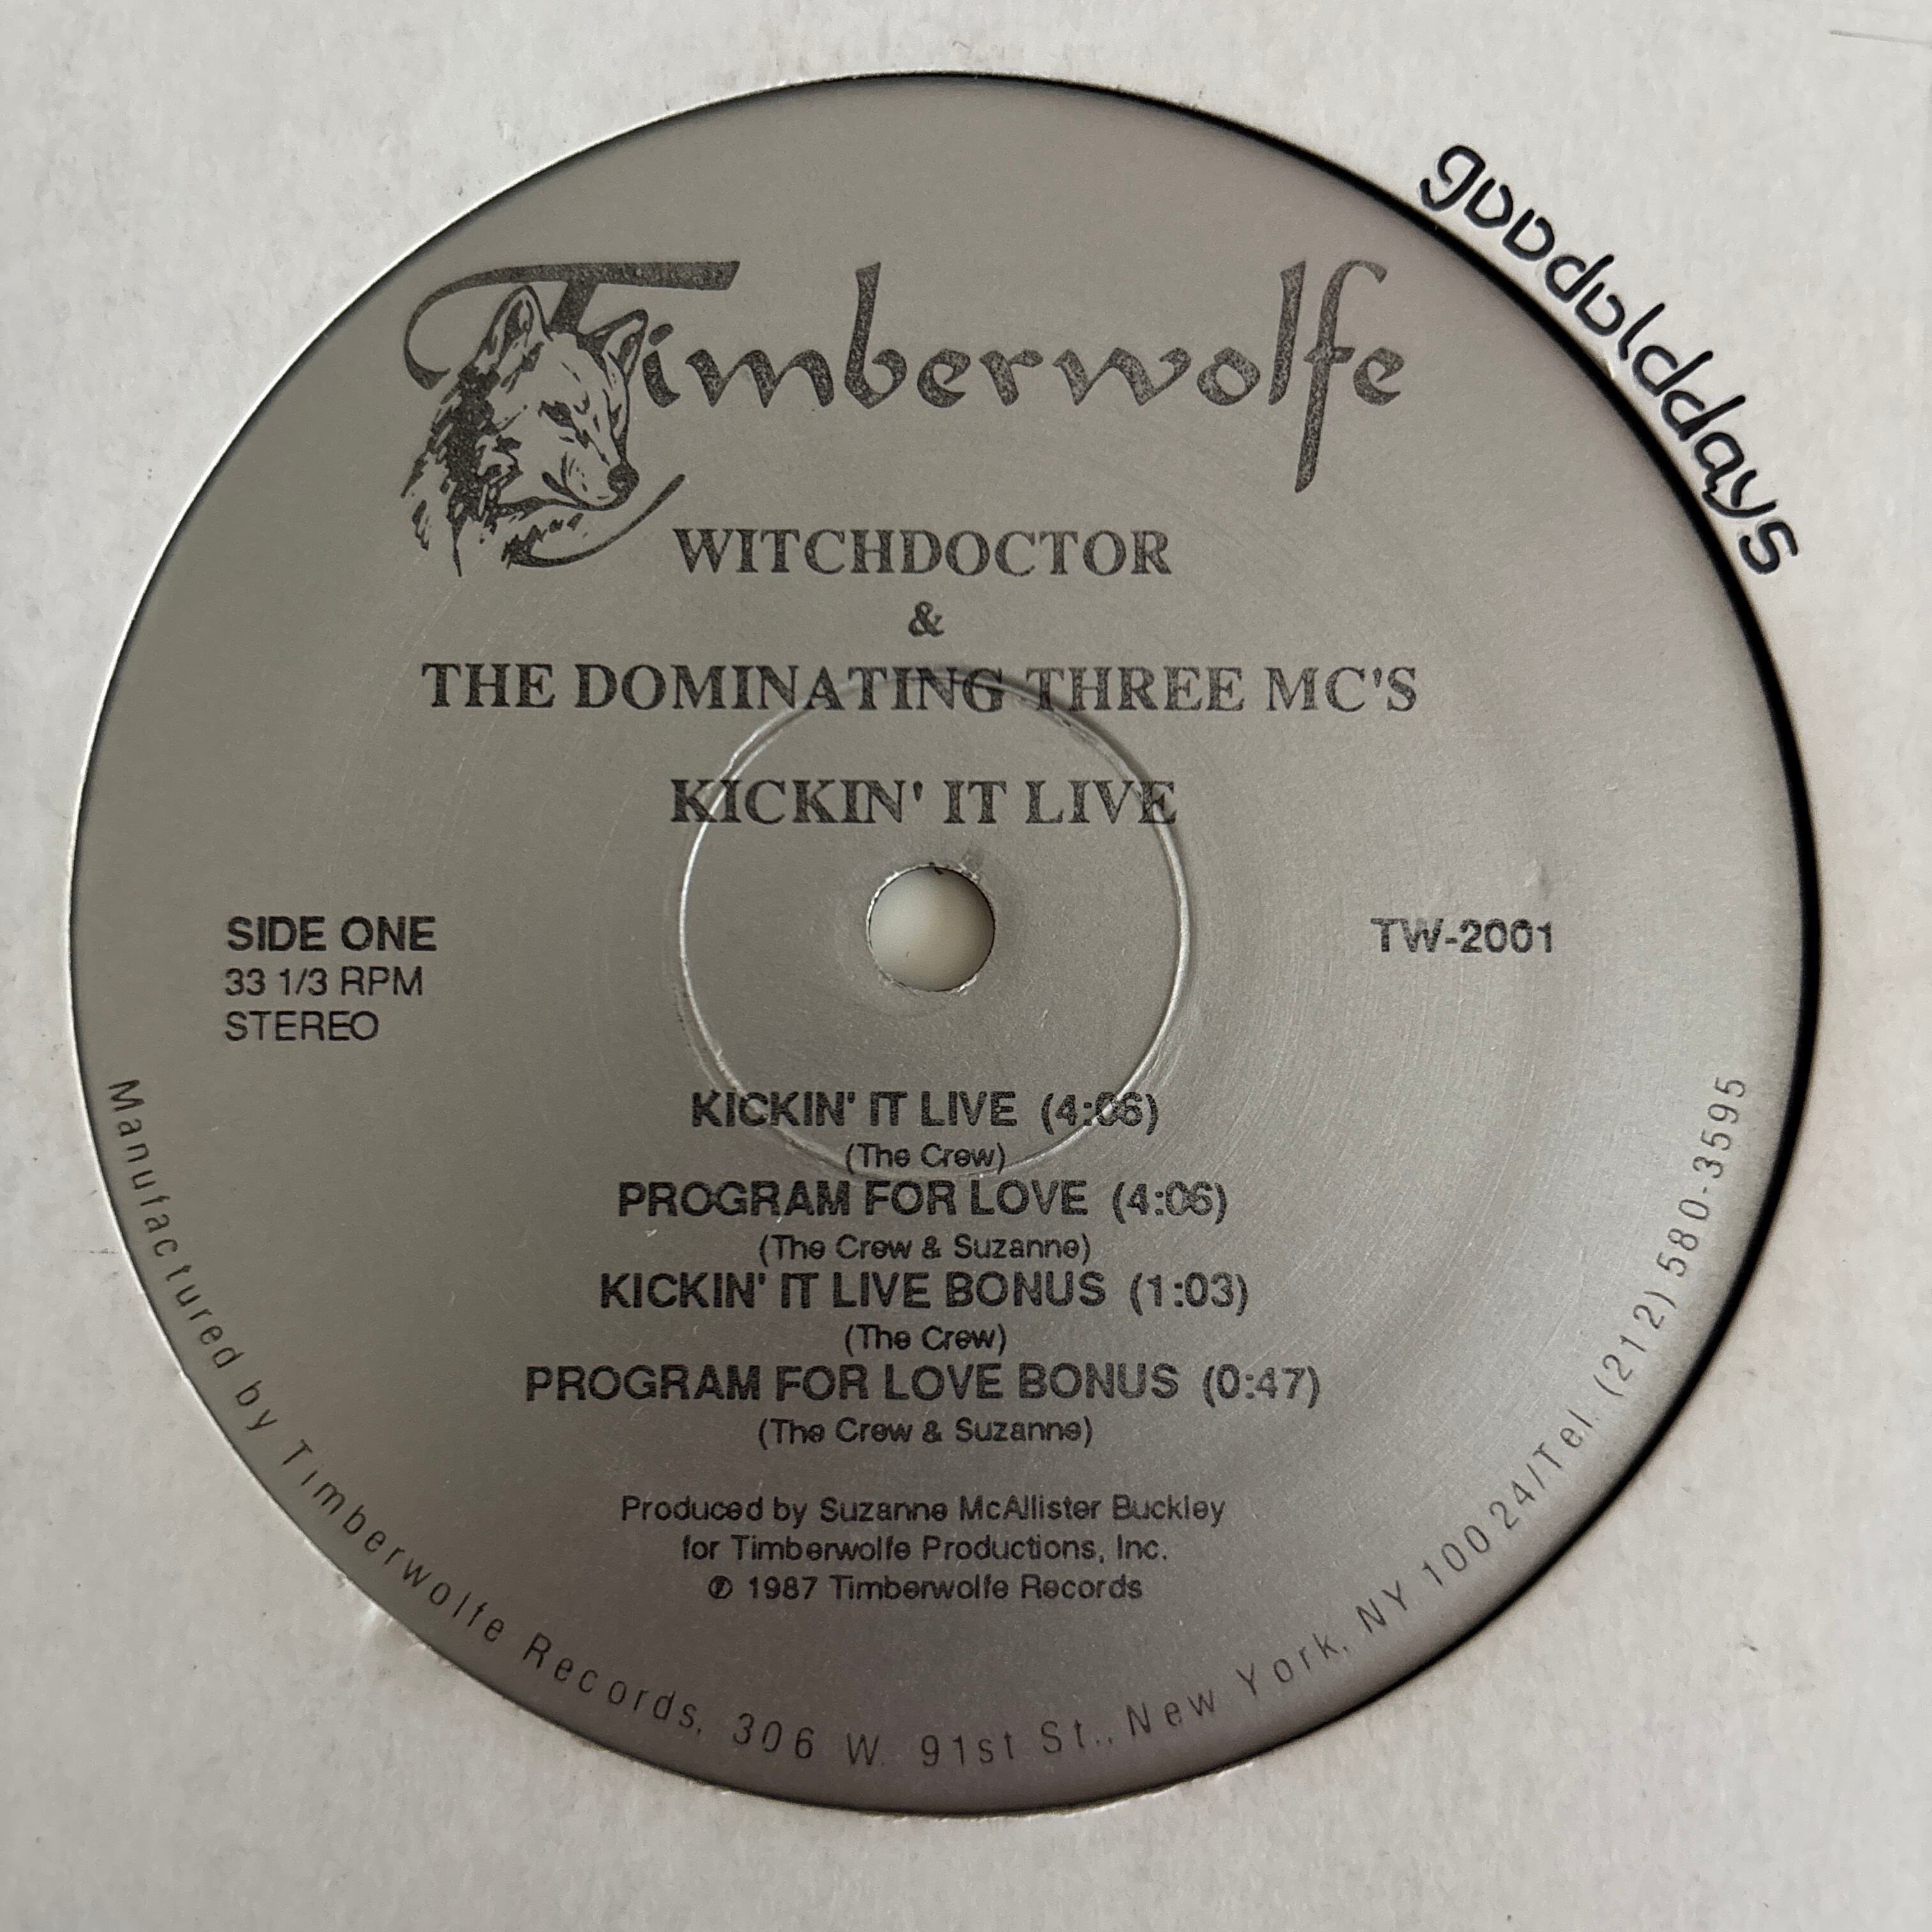 Timberwolfe
gooddolddays
WITCHDOCTOR
&
THE DOMINATING THREE MC'S
KICKIN' IT LIVE
SIDE ONE
33 1/3 RPM
STEREO
TW-2001
KICKIN' IT LIVE (4:06)
(The Crew)
PROGRAM FOR LOVE (4:06)
(The Crew & Suzanne)
KICKIN' IT LIVE BONUS (1:03)
(The Crew)
PROGRAM FOR LOVE BONUS (0:47)
(The Crew & Suzanne)
Produced by Suzanne McAllister Buckley
for Timberwolfe Productions, Inc.
℗ 1987 Timberwolfe Records
Manufactured by Timberwolfe Records, 306 W. 91st St., New York, NY 10024/Tel. (212) 580-3595